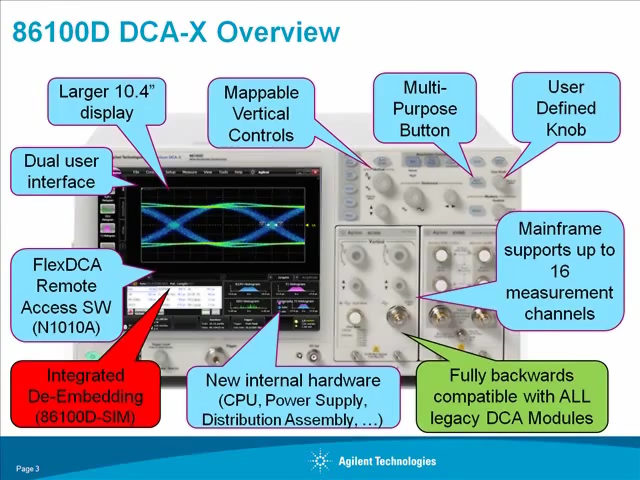 86100D DCA-X Overview
Larger 10.4”
display
Mappable
Vertical
Controls
Multi-
Purpose
Button
User
Defined
Knob
Dual user
interface
Mainframe
supports up to
16
measurement
channels
FlexDCA
Remote
Access SW
(N1010A)
Integrated
De-Embedding
(86100D-SIM)
New internal hardware
(CPU, Power Supply,
Distribution Assembly, …)
Fully backwards
compatible with ALL
legacy DCA Modules
Page 3
Agilent Technologies